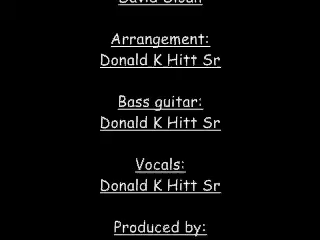 Arrangement:
Donald K Hitt Sr
Bass guitar:
Donald K Hitt Sr
Vocals:
Donald K Hitt Sr
Produced by: